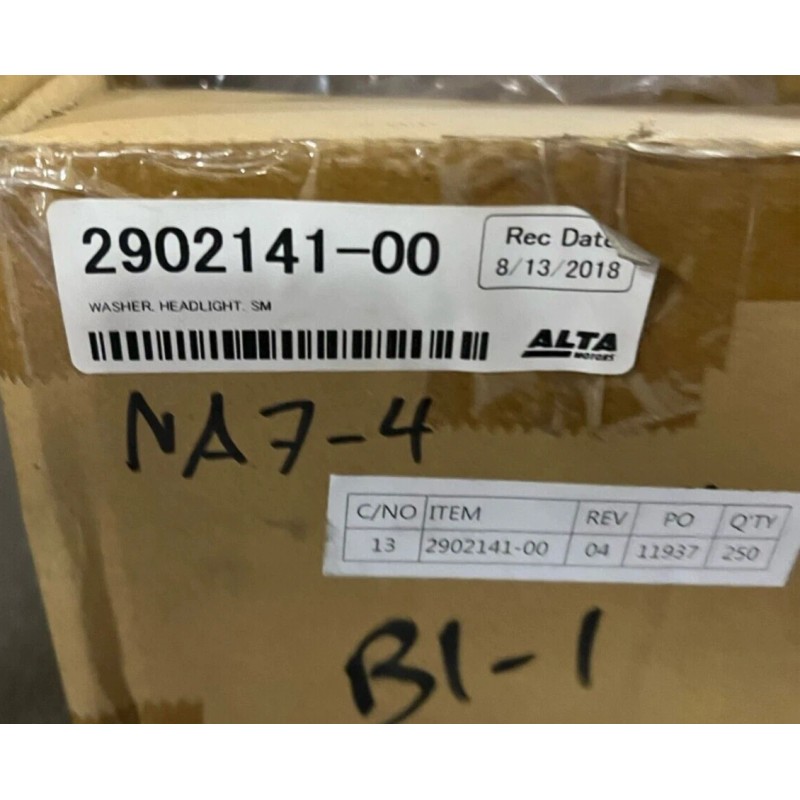 2902141-00
Rec Date
8/13/2018
WASHER, HEADLIGHT, SM
ALTA
MOTORS
NA7-4
C/NO ITEM REV PO Q'TY
13 2902141-00 04 11937 250
B1-1